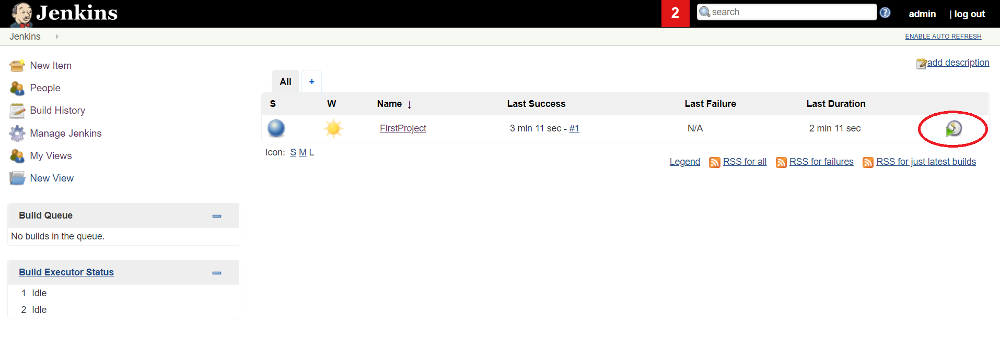 Jenkins
2
search
admin
| log out
Jenkins
ENABLE AUTO REFRESH
New Item
People
Build History
Manage Jenkins
My Views
New View
add description
All
+
S W Name ↓ Last Success Last Failure Last Duration
FirstProject 3 min 11 sec - #1 N/A 2 min 11 sec
Icon: S M L
Legend RSS for all RSS for failures RSS for just latest builds
Build Queue
No builds in the queue.
Build Executor Status
1 Idle
2 Idle